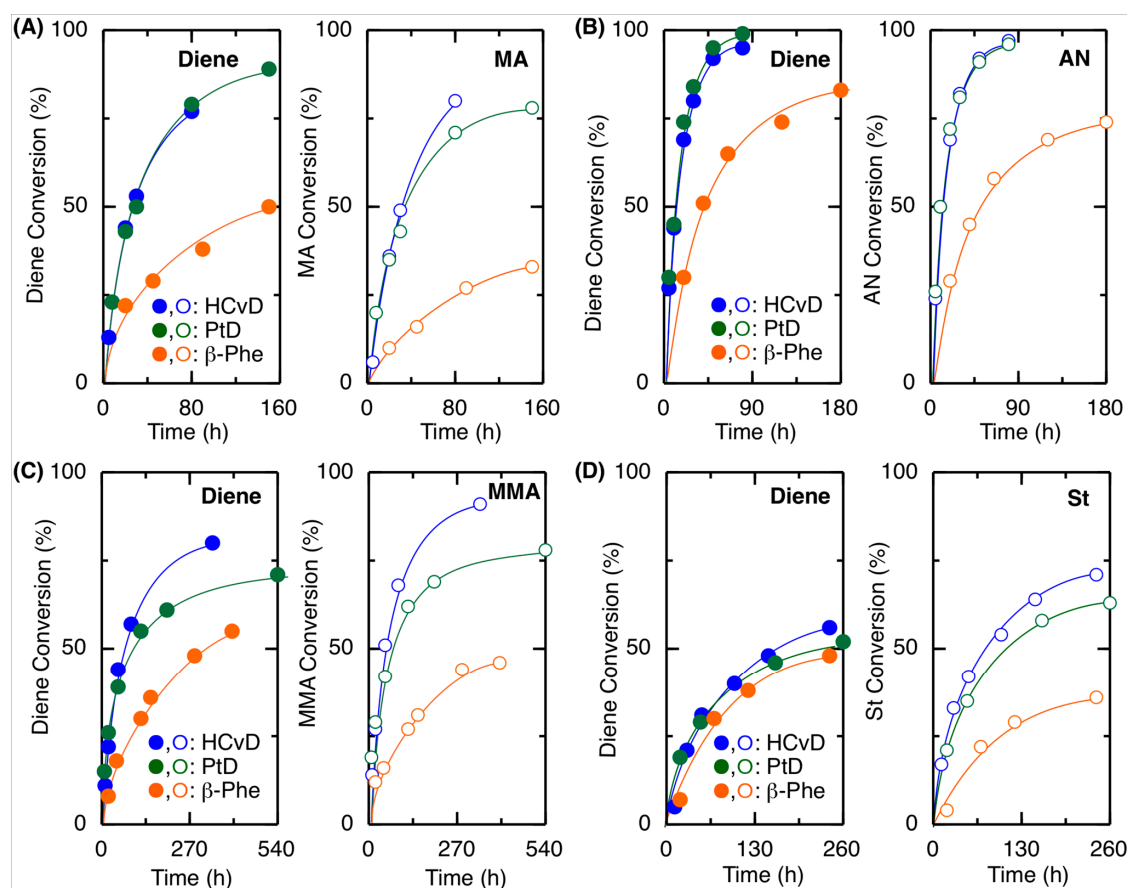 (A)
Diene
Diene Conversion (%)
100
50
0
0 40 80 120 160
Time (h)
●,○: HCvD
●,○: PtD
●,○: β-Phe
MA
MA Conversion (%)
100
50
0
0 80 160
Time (h)
(B)
Diene
Diene Conversion (%)
100
50
0
0 90 180
Time (h)
●,○: HCvD
●,○: PtD
●,○: β-Phe
AN
AN Conversion (%)
100
50
0
0 90 180
Time (h)
(C)
Diene
Diene Conversion (%)
100
50
0
0 270 540
Time (h)
●,○: HCvD
●,○: PtD
●,○: β-Phe
MMA
MMA Conversion (%)
100
50
0
0 270 540
Time (h)
(D)
Diene
Diene Conversion (%)
100
50
0
0 130 260
Time (h)
●,○: HCvD
●,○: PtD
●,○: β-Phe
St
St Conversion (%)
100
50
0
0 130 260
Time (h)